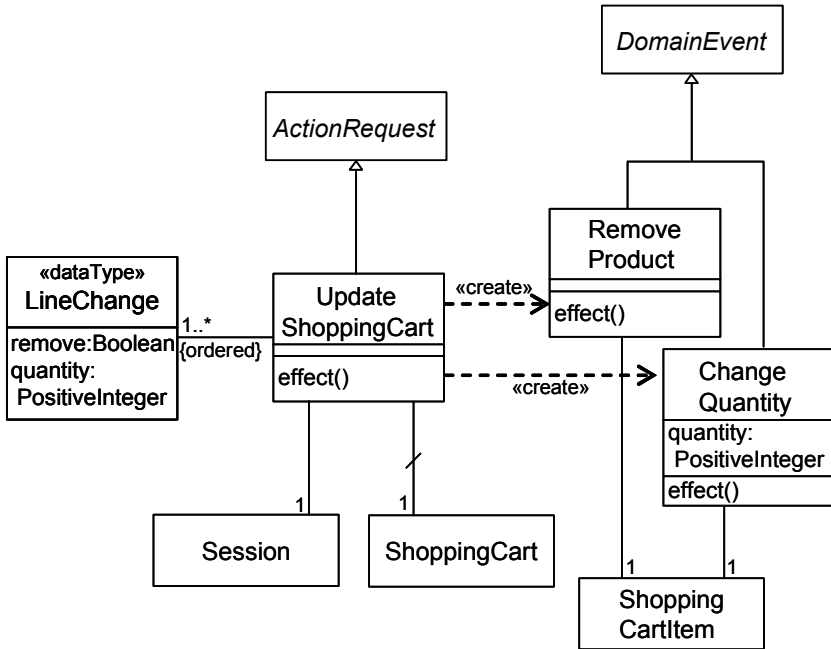 DomainEvent
ActionRequest
«dataType»
LineChange
remove:Boolean
quantity:
PositiveInteger
1..*
{ordered}
Update
ShoppingCart
effect()
«create»
«create»
Remove
Product
effect()
Change
Quantity
quantity:
PositiveInteger
effect()
1
1
1
1
Session
ShoppingCart
Shopping
CartItem